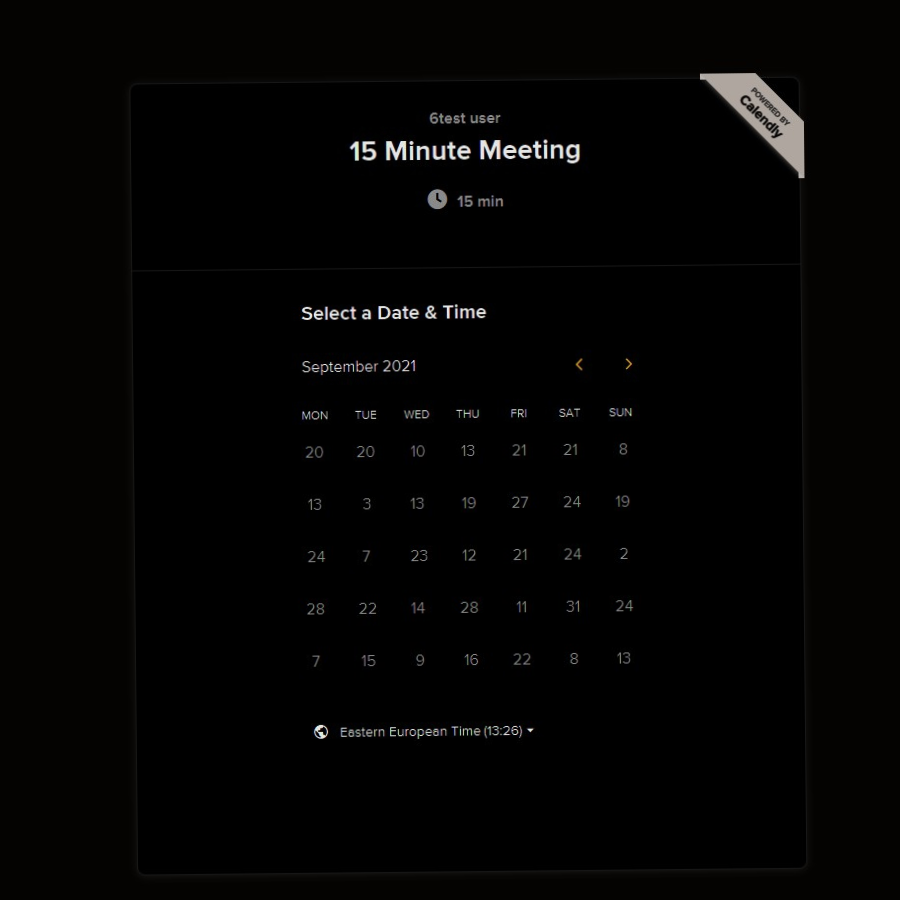 POWERED BY
Calendly
6test user
15 Minute Meeting
15 min
Select a Date & Time
September 2021
MON TUE WED THU FRI SAT SUN
20 20 10 13 21 21 8
13 3 13 19 27 24 19
24 7 23 12 21 24 2
28 22 14 28 11 31 24
7 15 9 16 22 8 13
Eastern European Time (13:26)